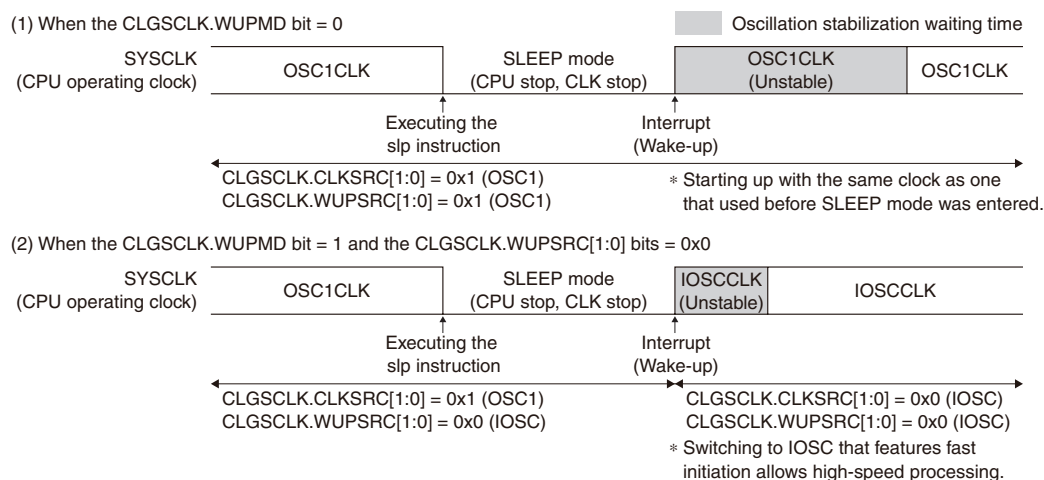 (1) When the CLGSCLK.WUPMD bit = 0
Oscillation stabilization waiting time
SYSCLK
(CPU operating clock)
OSC1CLK
SLEEP mode
(CPU stop, CLK stop)
OSC1CLK
(Unstable)
OSC1CLK
Executing the
slp instruction
Interrupt
(Wake-up)
CLGSCLK.CLKSRC[1:0] = 0x1 (OSC1)
CLGSCLK.WUPSRC[1:0] = 0x1 (OSC1)
* Starting up with the same clock as one
that used before SLEEP mode was entered.
(2) When the CLGSCLK.WUPMD bit = 1 and the CLGSCLK.WUPSRC[1:0] bits = 0x0
SYSCLK
(CPU operating clock)
OSC1CLK
SLEEP mode
(CPU stop, CLK stop)
IOSCCLK
(Unstable)
IOSCCLK
Executing the
slp instruction
Interrupt
(Wake-up)
CLGSCLK.CLKSRC[1:0] = 0x1 (OSC1)
CLGSCLK.WUPSRC[1:0] = 0x0 (IOSC)
CLGSCLK.CLKSRC[1:0] = 0x0 (IOSC)
CLGSCLK.WUPSRC[1:0] = 0x0 (IOSC)
* Switching to IOSC that features fast
initiation allows high-speed processing.